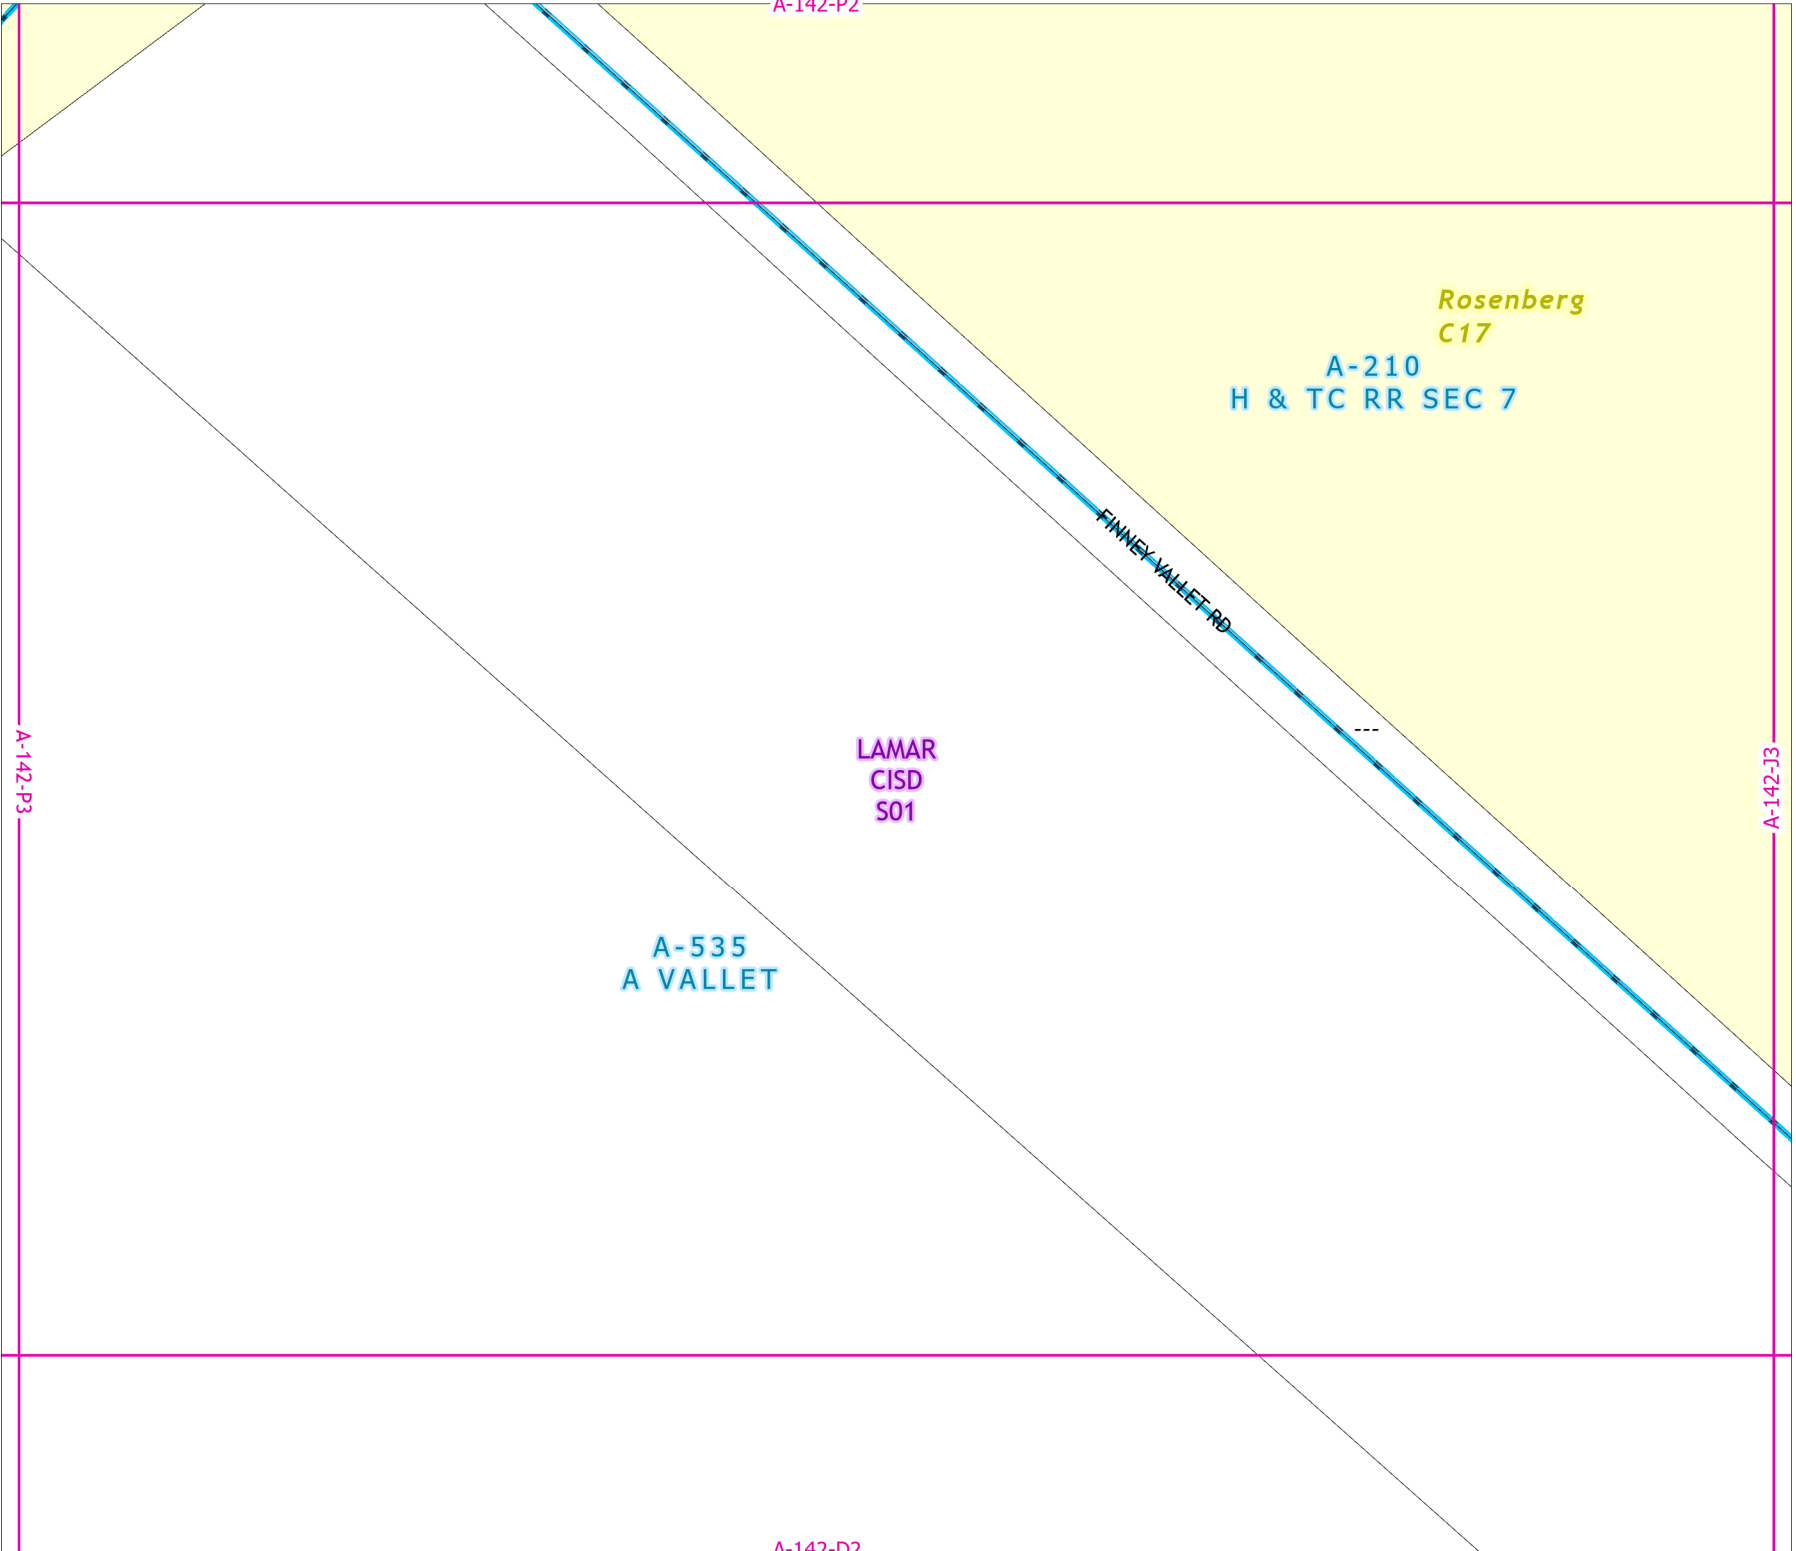 A-142-P2
Rosenberg
C17
A-210
H & TC RR SEC 7
FINNEY VALLET RD
---
LAMAR
CISD
S01
A-142-P3
A-142-J3
A-535
A VALLET
A-142-D2